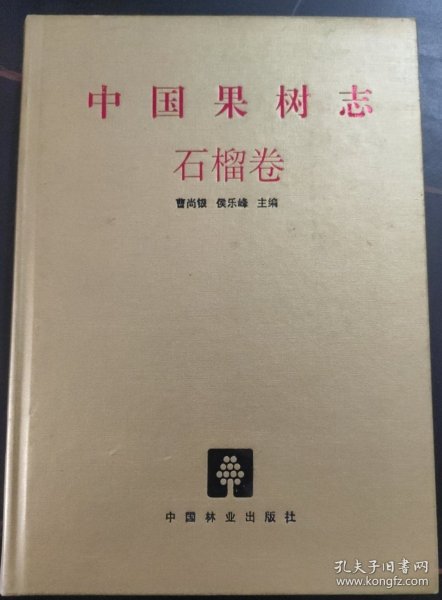 中国果树志
石榴卷
曹尚银 侯乐峰 主编
中国林业出版社
孔夫子旧书网
www.kongfz.com